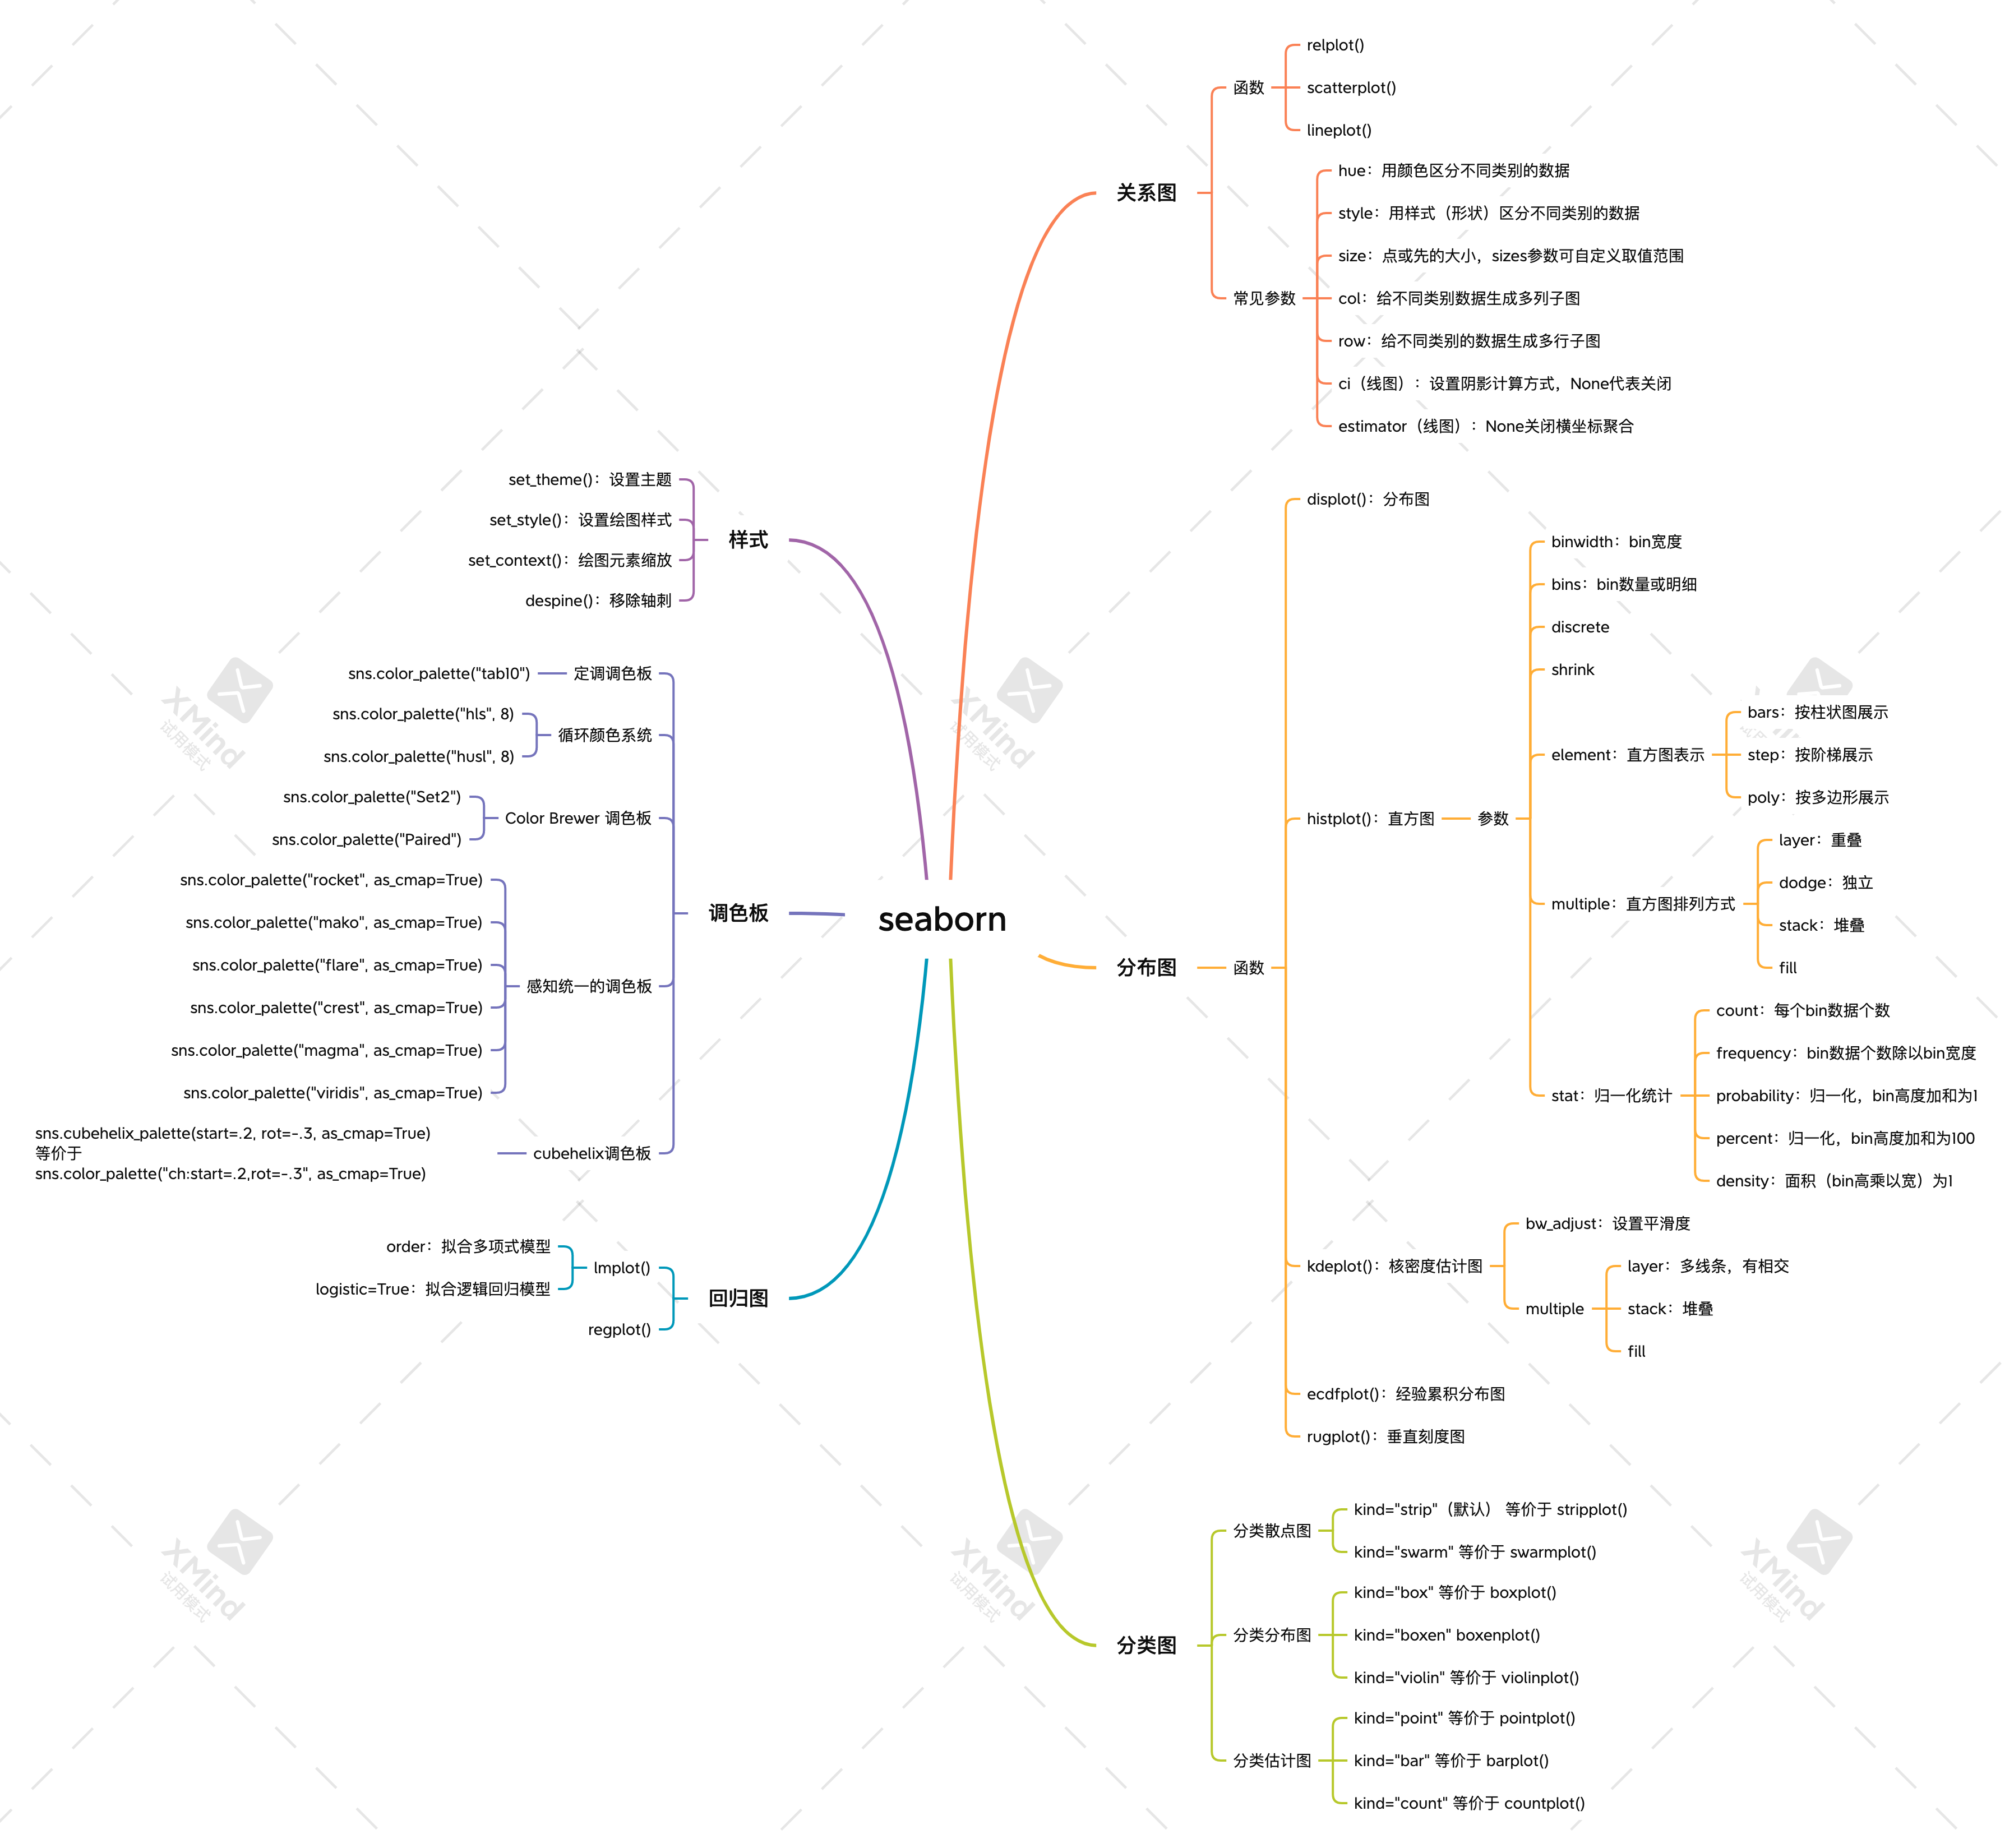 seaborn
关系图
函数
relplot()
scatterplot()
lineplot()
常见参数
hue：用颜色区分不同类别的数据
style：用样式（形状）区分不同类别的数据
size：点或先的大小，sizes参数可自定义取值范围
col：给不同类别数据生成多列子图
row：给不同类别的数据生成多行子图
ci（线图）：设置阴影计算方式，None代表关闭
estimator（线图）：None关闭横坐标聚合
分布图
函数
displot()：分布图
histplot()：直方图
参数
binwidth：bin宽度
bins：bin数量或明细
discrete
shrink
element：直方图表示
bars：按柱状图展示
step：按阶梯展示
poly：按多边形展示
multiple：直方图排列方式
layer：重叠
dodge：独立
stack：堆叠
fill
stat：归一化统计
count：每个bin数据个数
frequency：bin数据个数除以bin宽度
probability：归一化，bin高度加和为1
percent：归一化，bin高度加和为100
density：面积（bin高乘以宽）为1
kdeplot()：核密度估计图
bw_adjust：设置平滑度
multiple
layer：多线条，有相交
stack：堆叠
fill
ecdfplot()：经验累积分布图
rugplot()：垂直刻度图
分类图
分类散点图
kind="strip"（默认） 等价于 stripplot()
kind="swarm" 等价于 swarmplot()
分类分布图
kind="box" 等价于 boxplot()
kind="boxen" boxenplot()
kind="violin" 等价于 violinplot()
分类估计图
kind="point" 等价于 pointplot()
kind="bar" 等价于 barplot()
kind="count" 等价于 countplot()
样式
set_theme()：设置主题
set_style()：设置绘图样式
set_context()：绘图元素缩放
despine()：移除轴刺
调色板
定调调色板
sns.color_palette("tab10")
循环颜色系统
sns.color_palette("hls", 8)
sns.color_palette("husl", 8)
Color Brewer 调色板
sns.color_palette("Set2")
sns.color_palette("Paired")
感知统一的调色板
sns.color_palette("rocket", as_cmap=True)
sns.color_palette("mako", as_cmap=True)
sns.color_palette("flare", as_cmap=True)
sns.color_palette("crest", as_cmap=True)
sns.color_palette("magma", as_cmap=True)
sns.color_palette("viridis", as_cmap=True)
cubehelix调色板
sns.cubehelix_palette(start=.2, rot=-.3, as_cmap=True)
等价于
sns.color_palette("ch:start=.2,rot=-.3", as_cmap=True)
回归图
lmplot()
order：拟合多项式模型
logistic=True：拟合逻辑回归模型
regplot()
XMind
试用模式
XMind
试用模式
XMind
试用模式
XMind
试用模式
XMind
试用模式